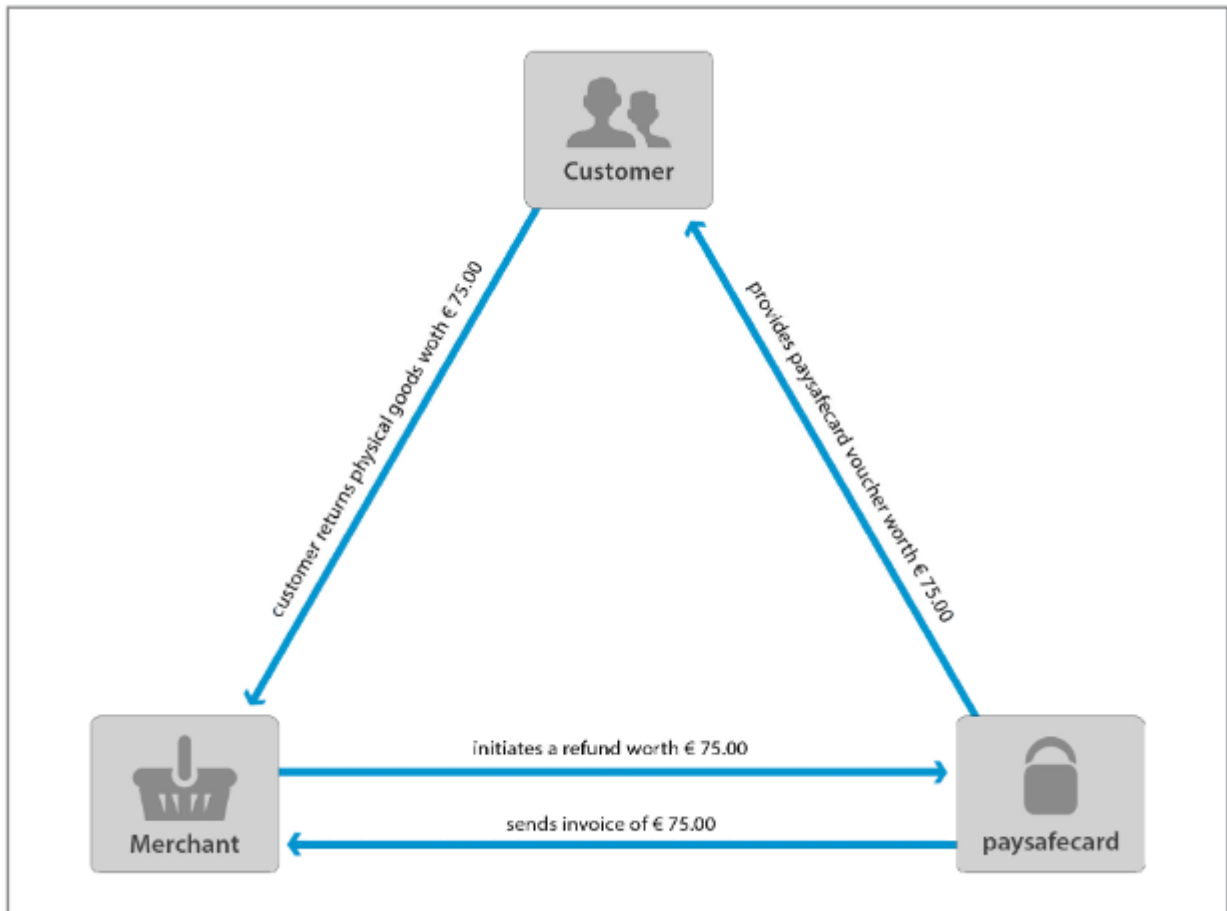 Customer
customer returns physical goods woth € 75.00
provides paysafecard voucher worth € 75.00
initiates a refund worth € 75.00
sends invoice of € 75.00
Merchant
paysafecard